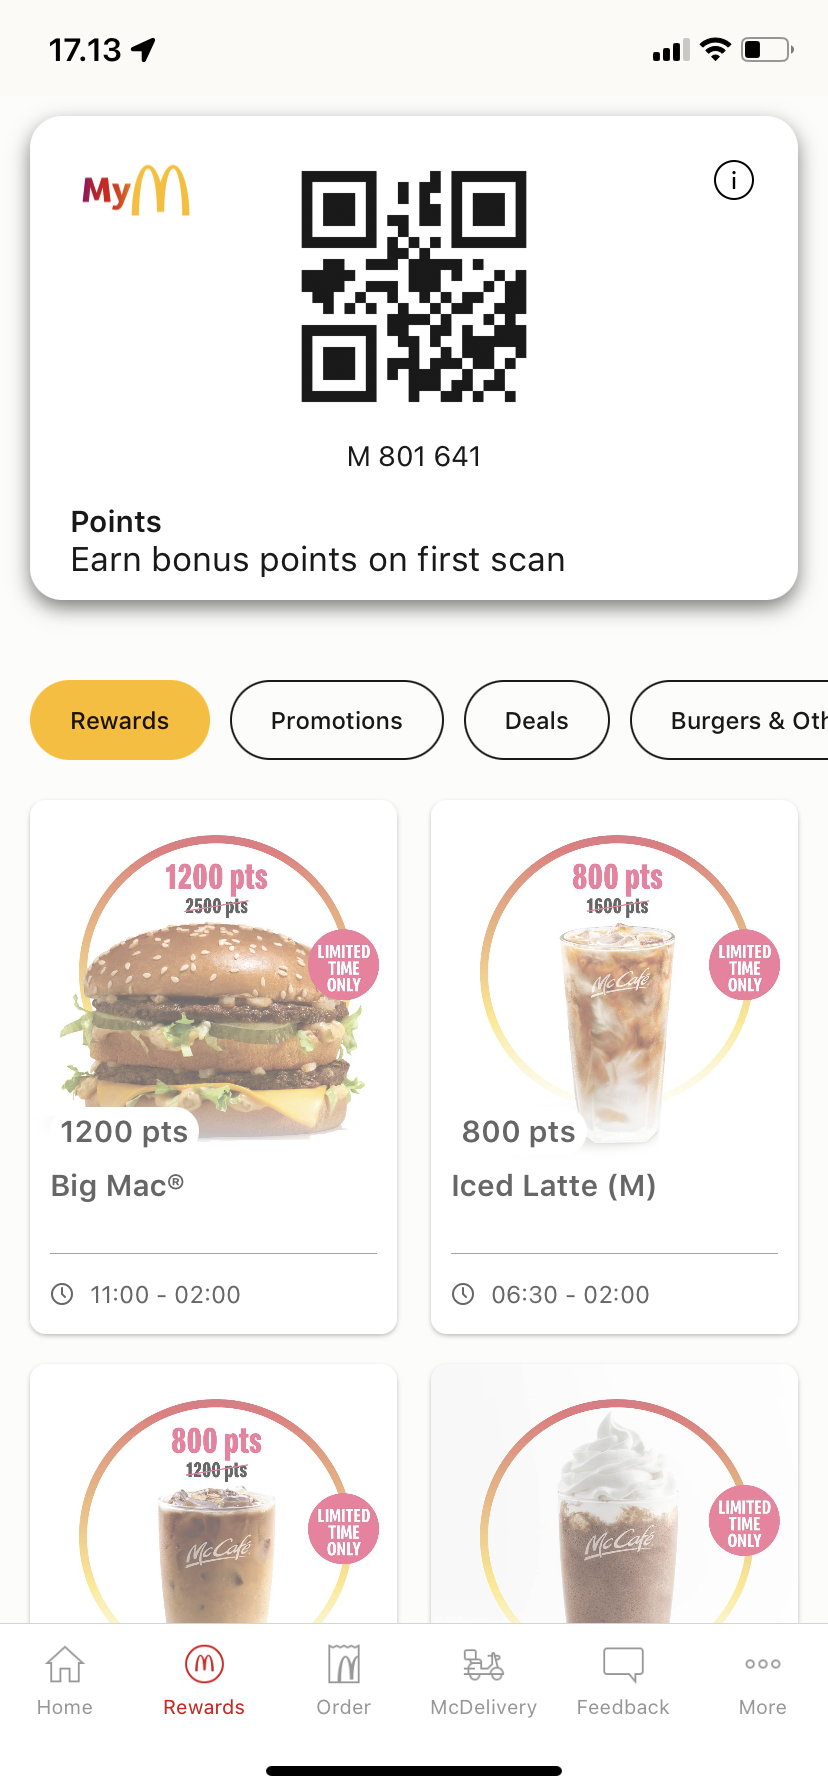 17.13
My
i
M 801 641
Points
Earn bonus points on first scan
Rewards
Promotions
Deals
Burgers & Oth
1200 pts
2500 pts
LIMITED
TIME
ONLY
1200 pts
Big Mac®
11:00 - 02:00
800 pts
1600 pts
McCafé
LIMITED
TIME
ONLY
800 pts
Iced Latte (M)
06:30 - 02:00
800 pts
1200 pts
McCafé
LIMITED
TIME
ONLY
McCafé
LIMITED
TIME
ONLY
Home
Rewards
Order
McDelivery
Feedback
More